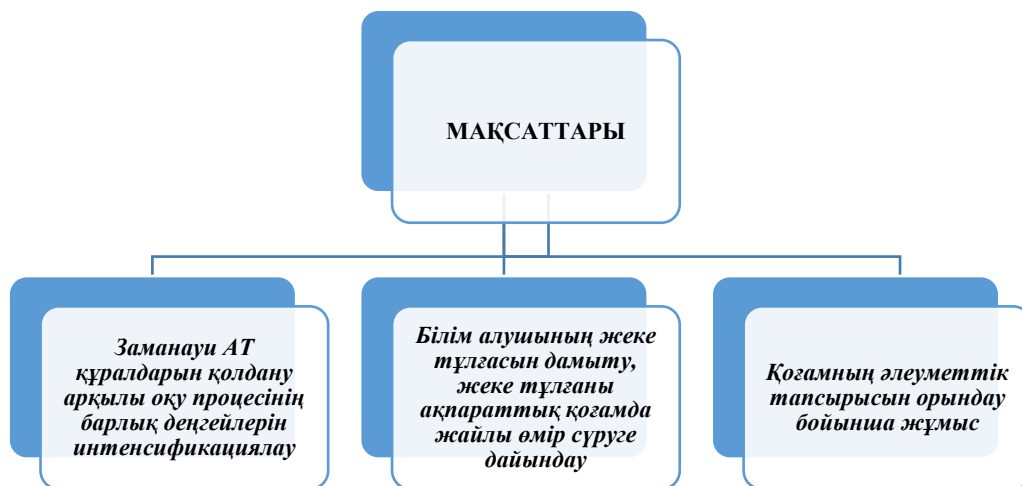 МАҚСАТТАРЫ
Заманауи АТ
құралдарын қолдану
арқылы оқу процесінің
барлық деңгейлерін
интенсификациялау
Білім алушының жеке
тұлғасын дамыту,
жеке тұлғаны
ақпараттық қоғамда
жайлы өмір сүруге
дайындау
Қоғамның әлеуметтік
тапсырысын орындау
бойынша жұмыс